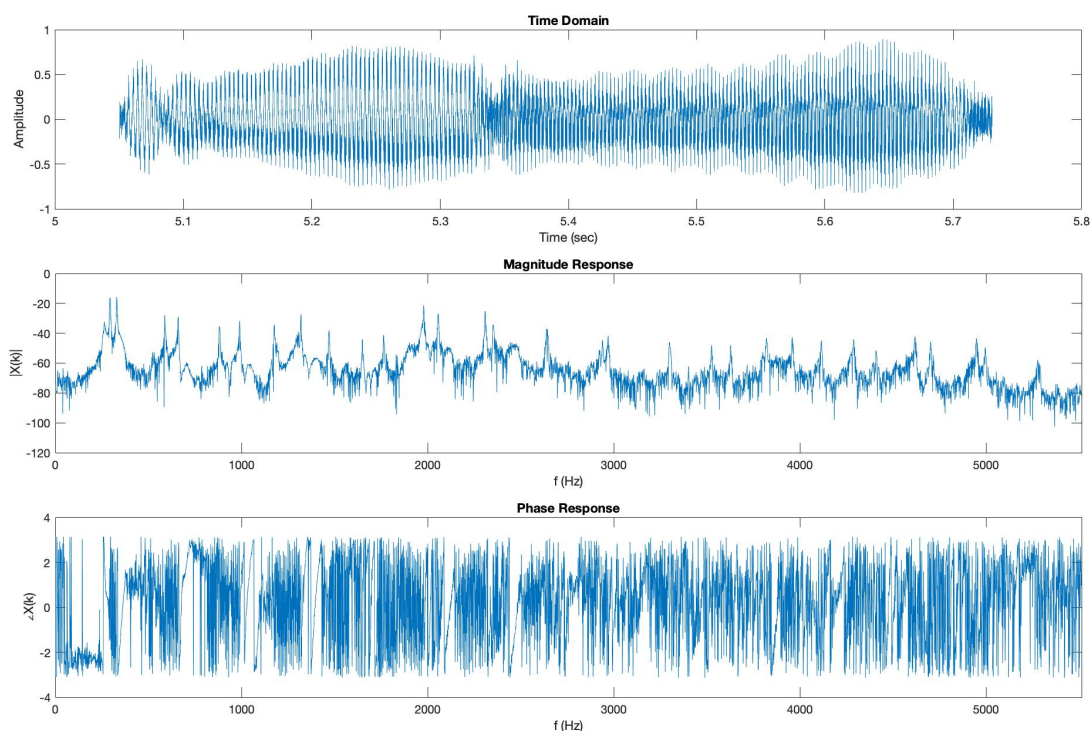 Time Domain
1
0.5
0
-0.5
-1
Amplitude
5 5.1 5.2 5.3 5.4 5.5 5.6 5.7 5.8
Time (sec)
Magnitude Response
0
-20
-40
-60
-80
-100
-120
|X(k)|
0 1000 2000 3000 4000 5000
f (Hz)
Phase Response
4
2
0
-2
-4
∠X(k)
0 1000 2000 3000 4000 5000
f (Hz)